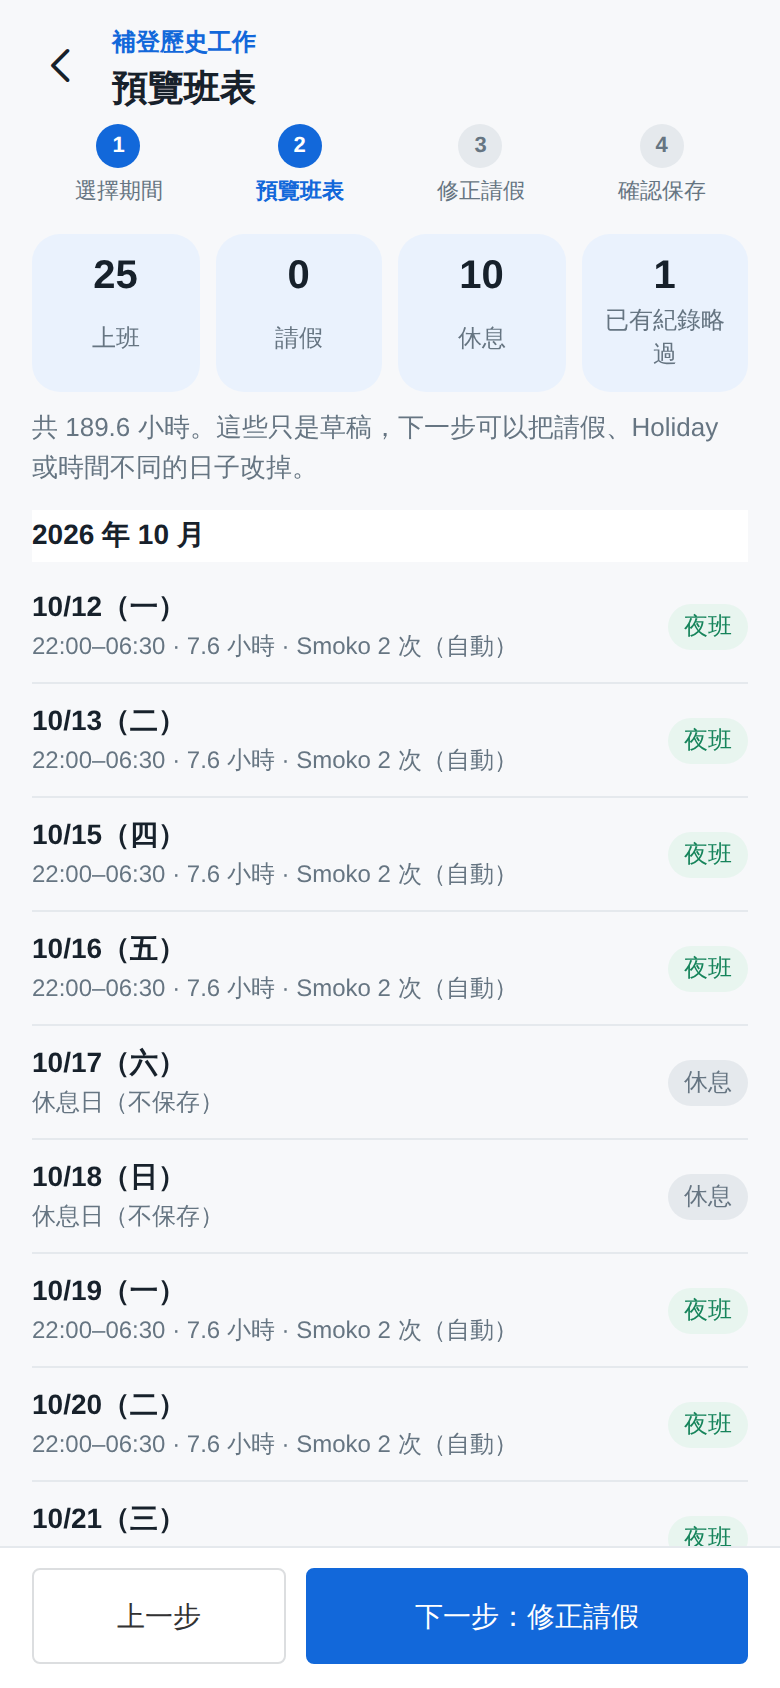 補登歷史工作
預覽班表
1
2
3
4
選擇期間
預覽班表
修正請假
確認保存
25
上班
0
請假
10
休息
1
已有紀錄略
過
共 189.6 小時。這些只是草稿，下一步可以把請假、Holiday
或時間不同的日子改掉。
2026 年 10 月
10/12（一）
22:00–06:30 · 7.6 小時 · Smoko 2 次（自動）
夜班
10/13（二）
22:00–06:30 · 7.6 小時 · Smoko 2 次（自動）
夜班
10/15（四）
22:00–06:30 · 7.6 小時 · Smoko 2 次（自動）
夜班
10/16（五）
22:00–06:30 · 7.6 小時 · Smoko 2 次（自動）
夜班
10/17（六）
休息日（不保存）
休息
10/18（日）
休息日（不保存）
休息
10/19（一）
22:00–06:30 · 7.6 小時 · Smoko 2 次（自動）
夜班
10/20（二）
22:00–06:30 · 7.6 小時 · Smoko 2 次（自動）
夜班
10/21（三）
夜班
上一步
下一步：修正請假